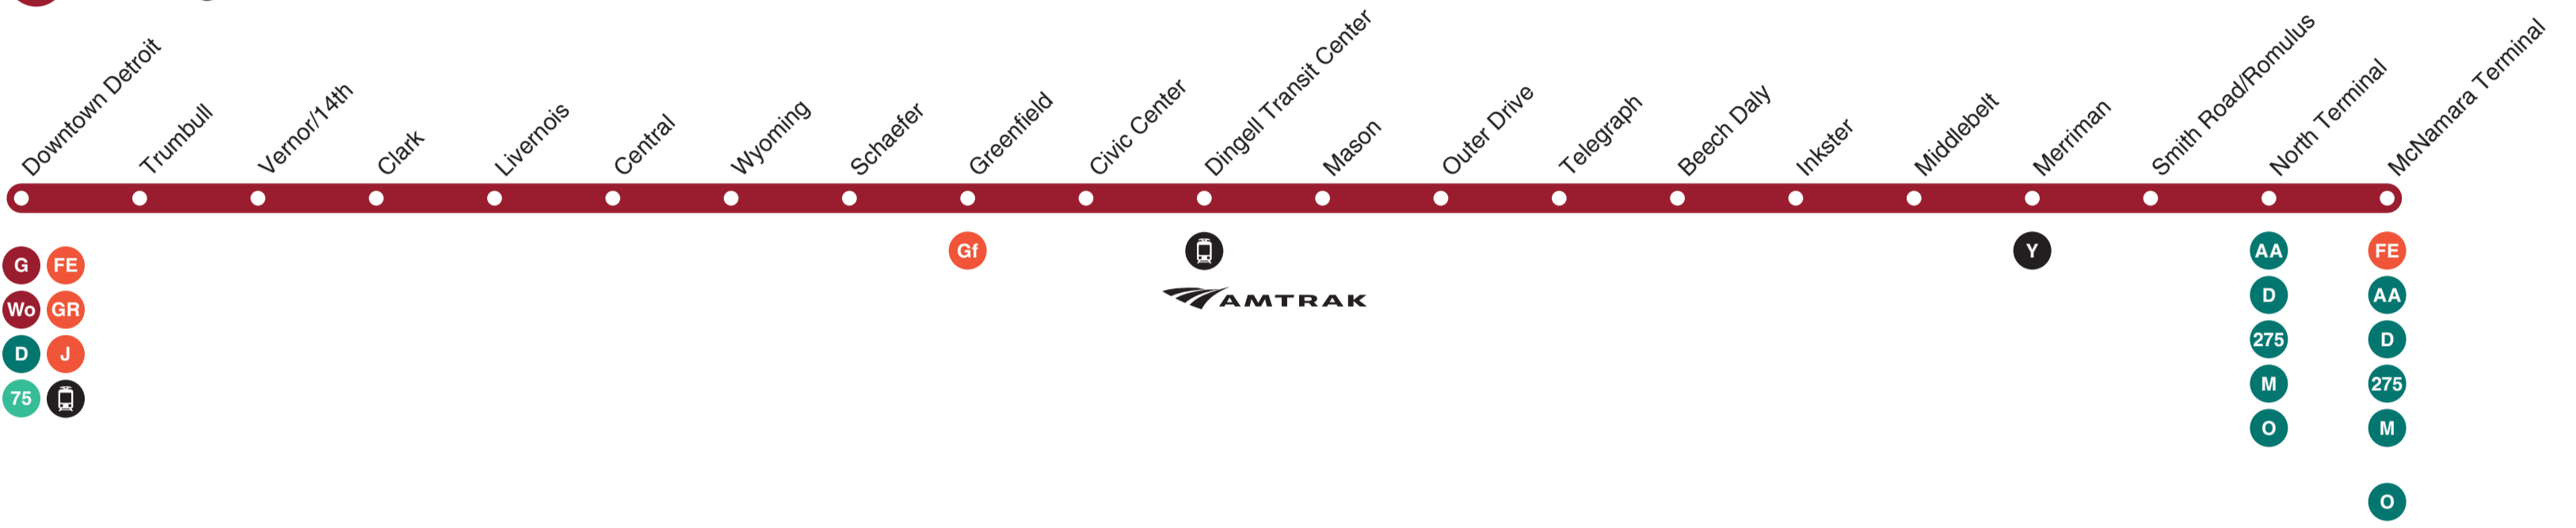 Downtown Detroit
Trumbull
Vernor/14th
Clark
Livernois
Central
Wyoming
Schaefer
Greenfield
Civic Center
Dingell Transit Center
Mason
Outer Drive
Telegraph
Beech Daly
Inkster
Middlebelt
Merriman
Smith Road/Romulus
North Terminal
McNamara Terminal
G FE
Wo GR
D J
75
Gf
AMTRAK
Y
AA
D
275
M
O
FE
AA
D
275
M
O